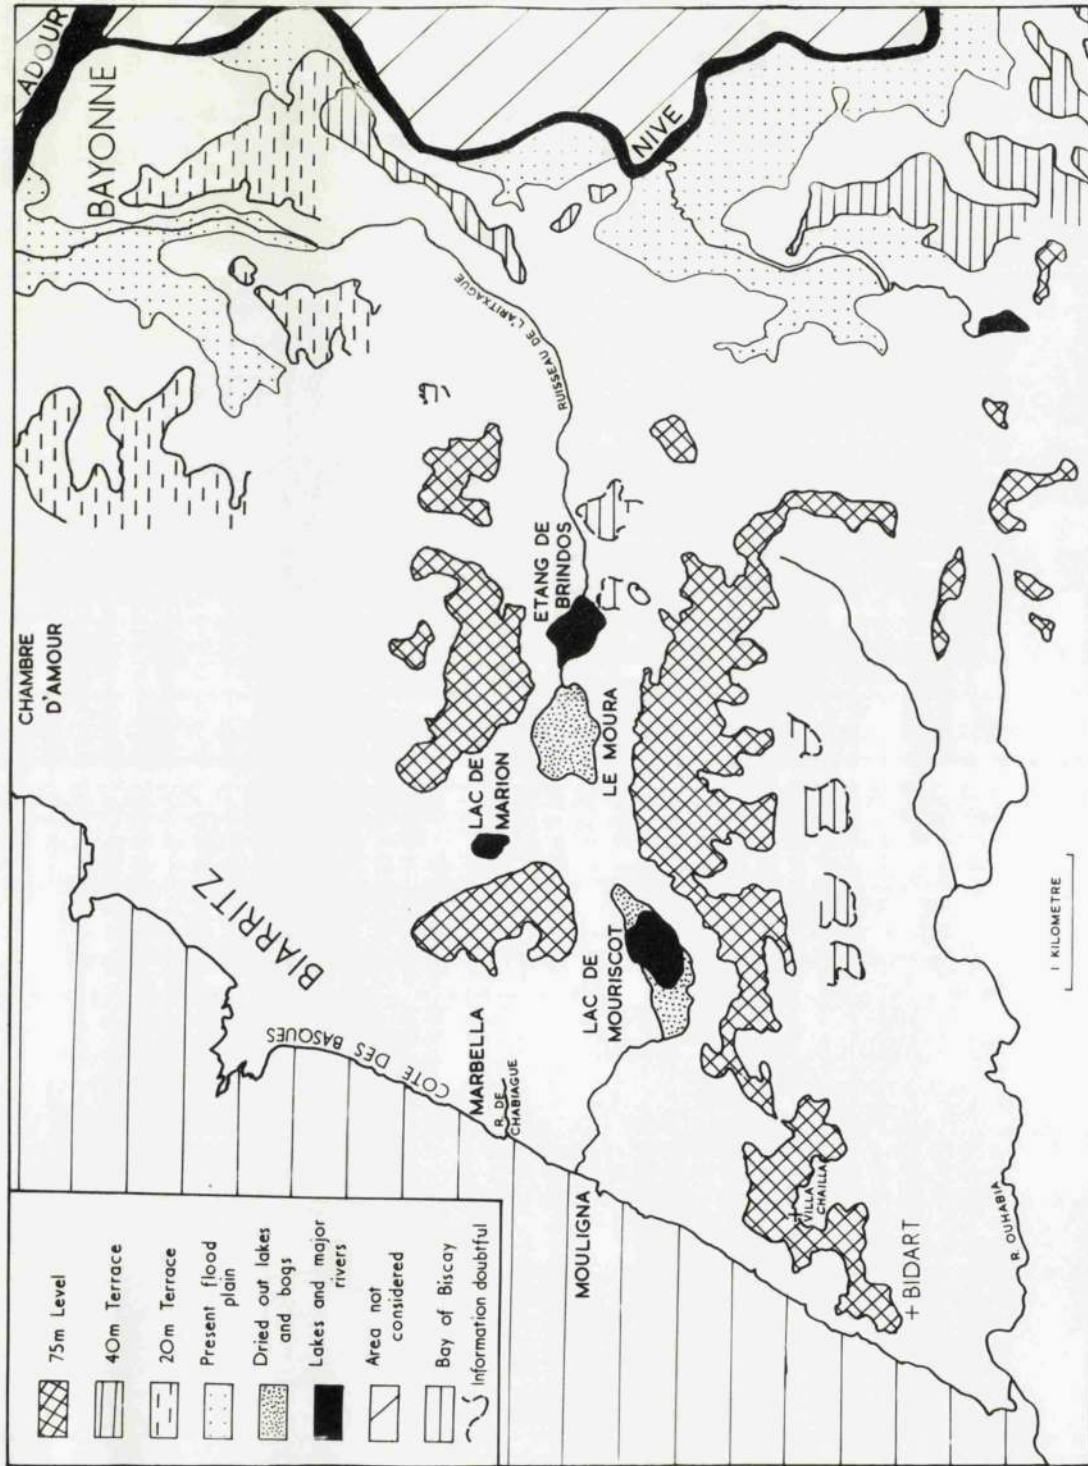 75m Level
40m Terrace
20m Terrace
Present flood
plain
Dried out lakes
and bogs
Lakes and major
rivers
Area not
considered
Bay of Biscay
Information doubtful
ADOUR
BAYONNE
NIVE
CHAMBRE
D'AMOUR
BIARRITZ
COTE DES BASQUES
MARBELLA
R. DE
CHABIAGUE
MOULIGNA
LAC DE
MARION
ETANG DE
BRINDOS
RUISSEAU DE L'ARITXAGUE
LE MOURA
LAC DE
MOURISCOT
VILLA
CHAILLA
+ BIDART
R. OUHABIA
1 KILOMETRE